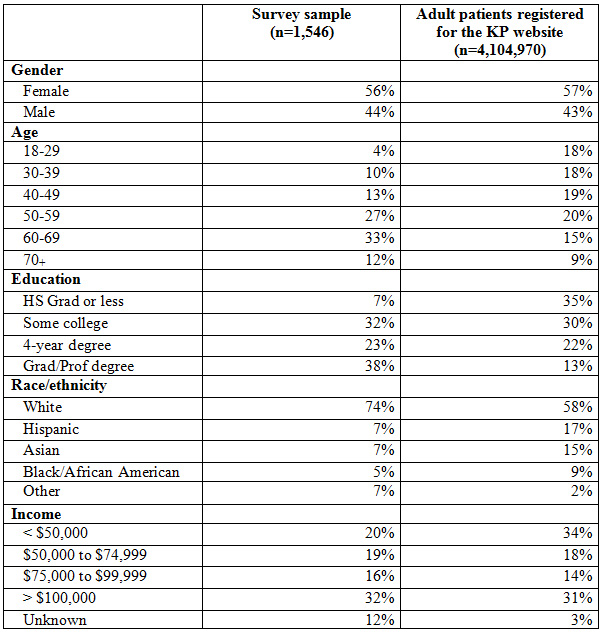 Survey sample Adult patients registered
(n=1,546) for the KP website
(n=4,104,970)
Gender
Female 56% 57%
Male 44% 43%
Age
18-29 4% 18%
30-39 10% 18%
40-49 13% 19%
50-59 27% 20%
60-69 33% 15%
70+ 12% 9%
Education
HS Grad or less 7% 35%
Some college 32% 30%
4-year degree 23% 22%
Grad/Prof degree 38% 13%
Race/ethnicity
White 74% 58%
Hispanic 7% 17%
Asian 7% 15%
Black/African American 5% 9%
Other 7% 2%
Income
< $50,000 20% 34%
$50,000 to $74,999 19% 18%
$75,000 to $99,999 16% 14%
> $100,000 32% 31%
Unknown 12% 3%